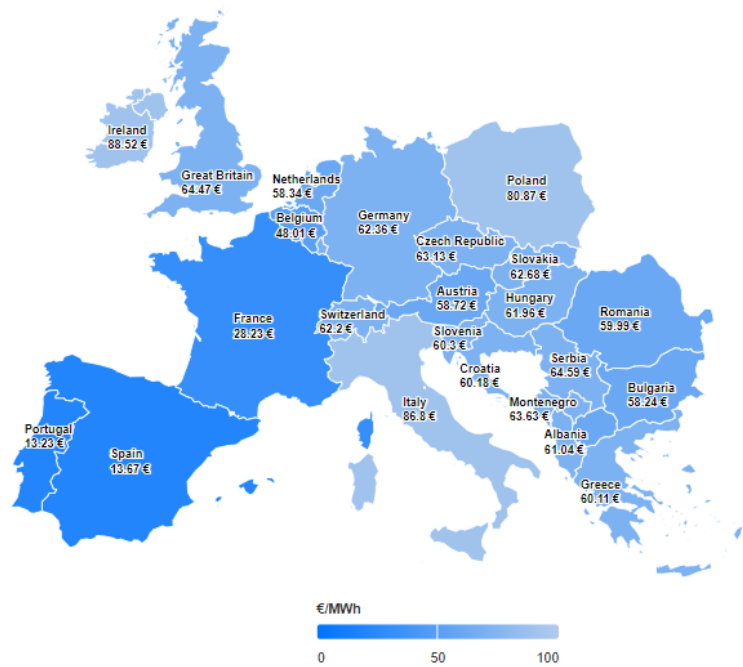 Ireland
88.52 €
Great Britain
64.47 €
Netherlands
58.34 €
Belgium
48.01 €
Germany
62.36 €
Poland
80.87 €
Czech Republic
63.13 €
Slovakia
62.68 €
Austria
58.72 €
Hungary
61.96 €
France
28.23 €
Switzerland
62.2 €
Slovenia
60.3 €
Romania
59.99 €
Croatia
60.18 €
Serbia
64.59 €
Italy
86.8 €
Montenegro
63.63 €
Bulgaria
58.24 €
Portugal
13.23 €
Spain
13.67 €
Albania
61.04 €
Greece
60.11 €
€/MWh
0 50 100